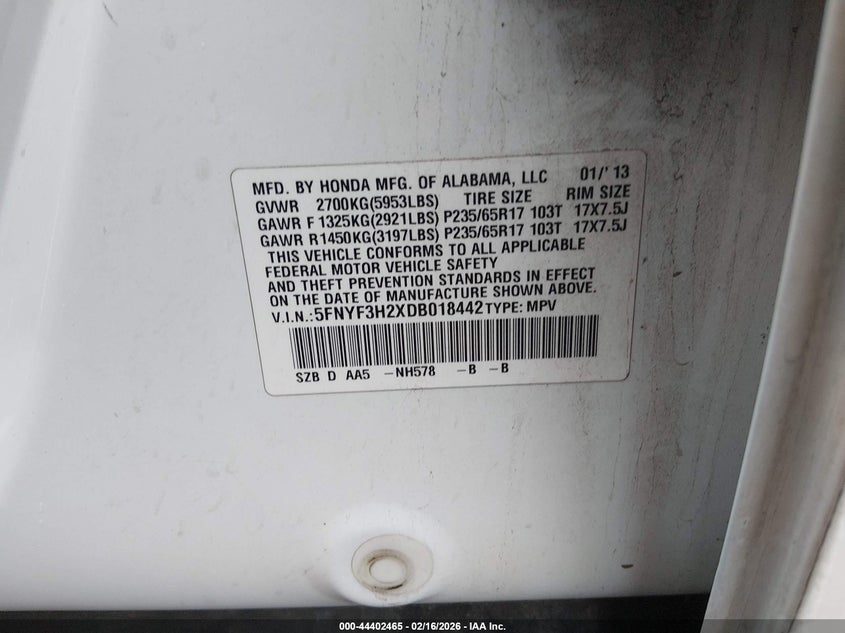 MFD. BY HONDA MFG. OF ALABAMA, LLC 01/'13
GVWR 2700KG(5953LBS) TIRE SIZE RIM SIZE
GAWR F 1325KG(2921LBS) P235/65R17 103T 17X7.5J
GAWR R1450KG(3197LBS) P235/65R17 103T 17X7.5J
THIS VEHICLE CONFORMS TO ALL APPLICABLE
FEDERAL MOTOR VEHICLE SAFETY
AND THEFT PREVENTION STANDARDS IN EFFECT
ON THE DATE OF MANUFACTURE SHOWN ABOVE.
V.I.N.:5FNYF3H2XDB018442 TYPE: MPV
SZB D AA5 -NH578 -B -B
000-44402465 - 02/16/2026 - IAA Inc.